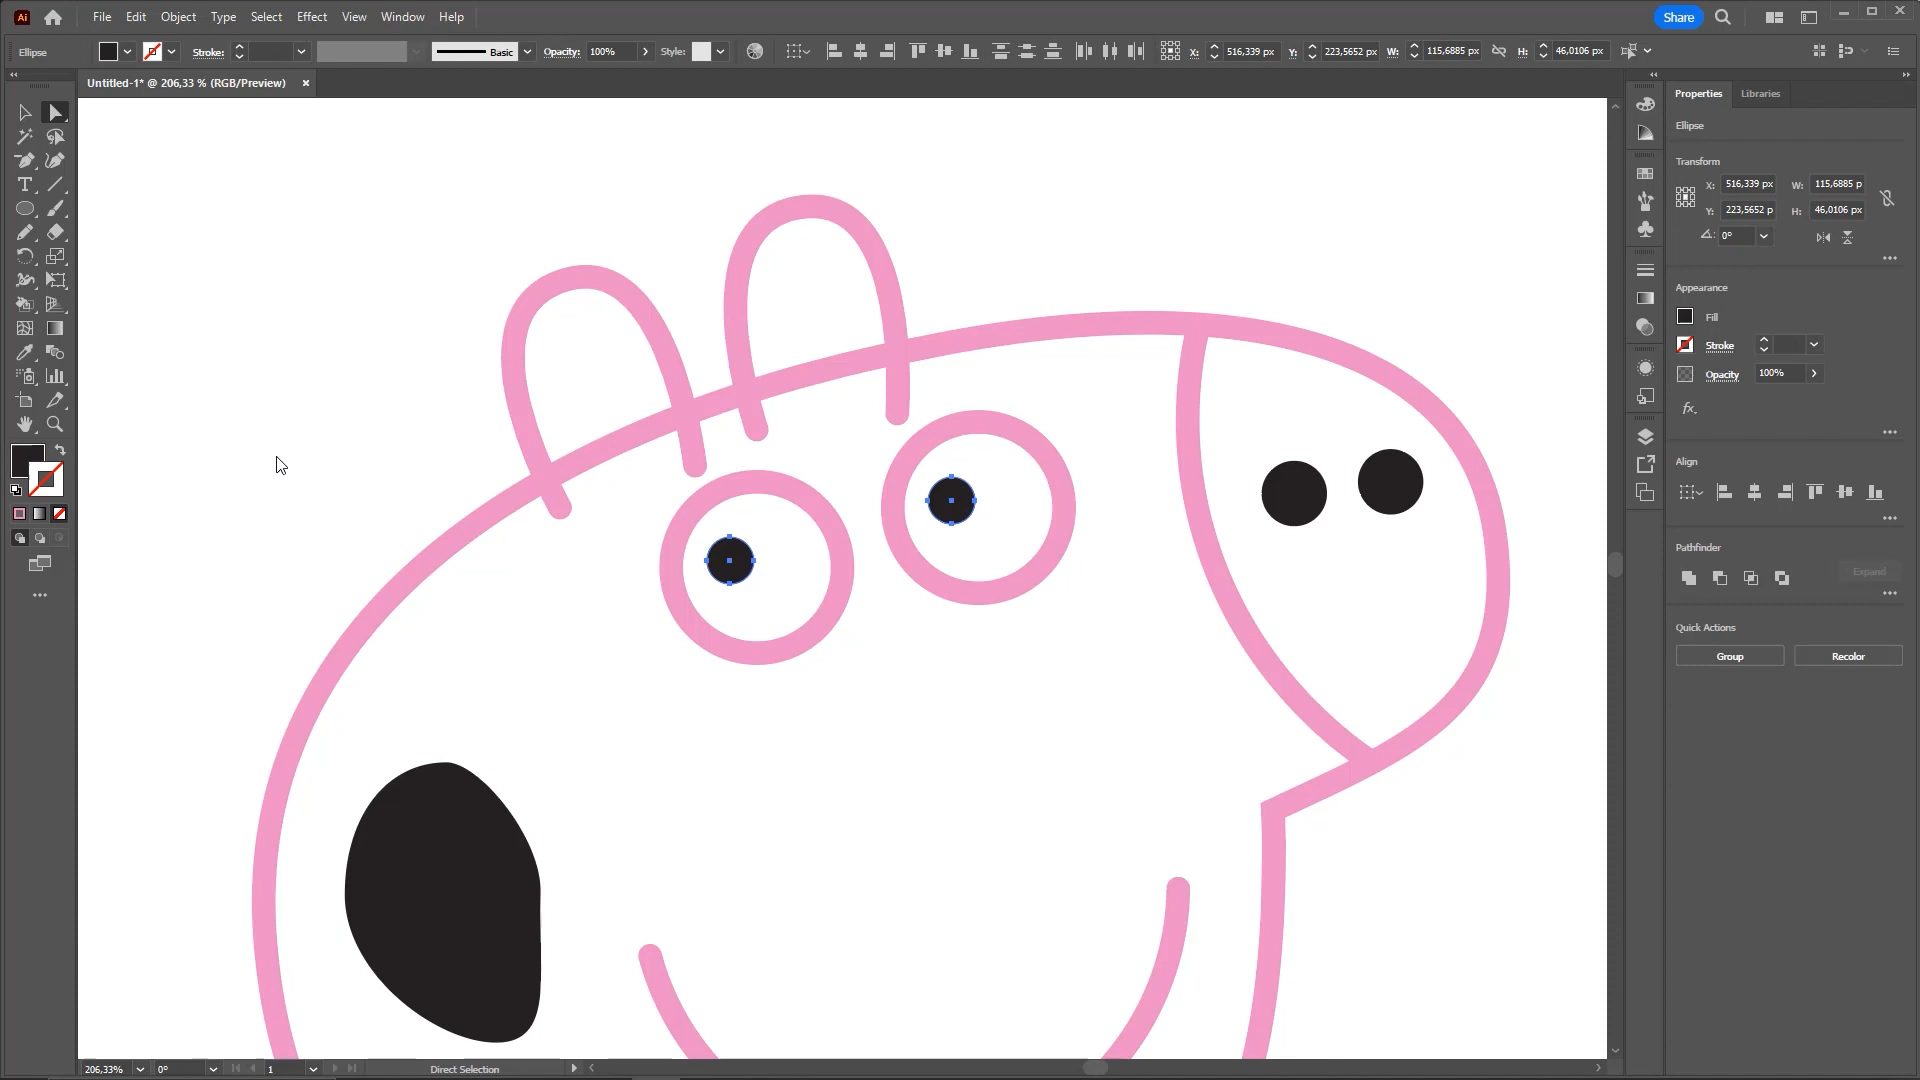 Ai File Edit Object Type Select Effect View Window Help Share
Ellipse Stroke: Basic Opacity: 100% Style: X: 516,339 px Y: 223,5652 px W: 115,6885 px H: 46,0106 px
Untitled-1* @ 206,33 % (RGB/Preview) ×
Properties Libraries
Ellipse
Transform
X: 516,339 px W: 115,6885 p
Y: 223,5652 p H: 46,0106 px
0°
Appearance
Fill
Stroke
Opacity 100%
fx.
Align
Pathfinder
Expand
Quick Actions
Group Recolor
206,33% 0° 1 Direct Selection